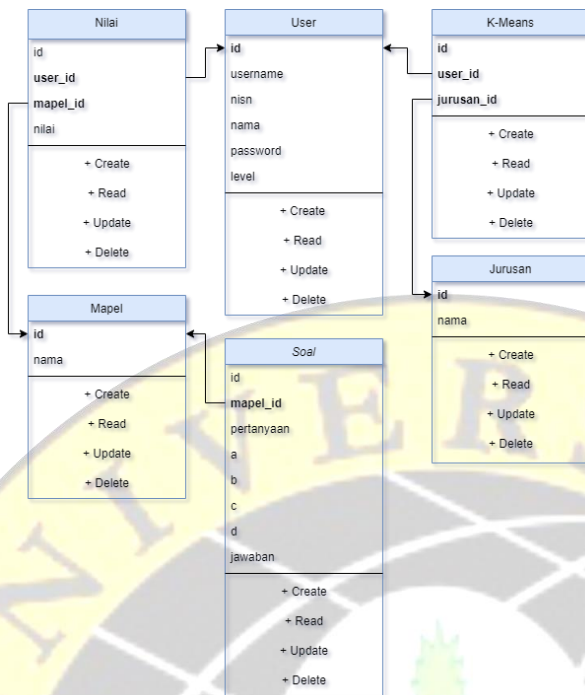 Nilai
id
user_id
mapel_id
nilai
+ Create
+ Read
+ Update
+ Delete
User
id
username
nisn
nama
password
level
+ Create
+ Read
+ Update
+ Delete
K-Means
id
user_id
jurusan_id
+ Create
+ Read
+ Update
+ Delete
Jurusan
id
nama
+ Create
+ Read
+ Update
+ Delete
Mapel
id
nama
+ Create
+ Read
+ Update
+ Delete
Soal
id
mapel_id
pertanyaan
a
b
c
d
jawaban
+ Create
+ Read
+ Update
+ Delete
NIVER